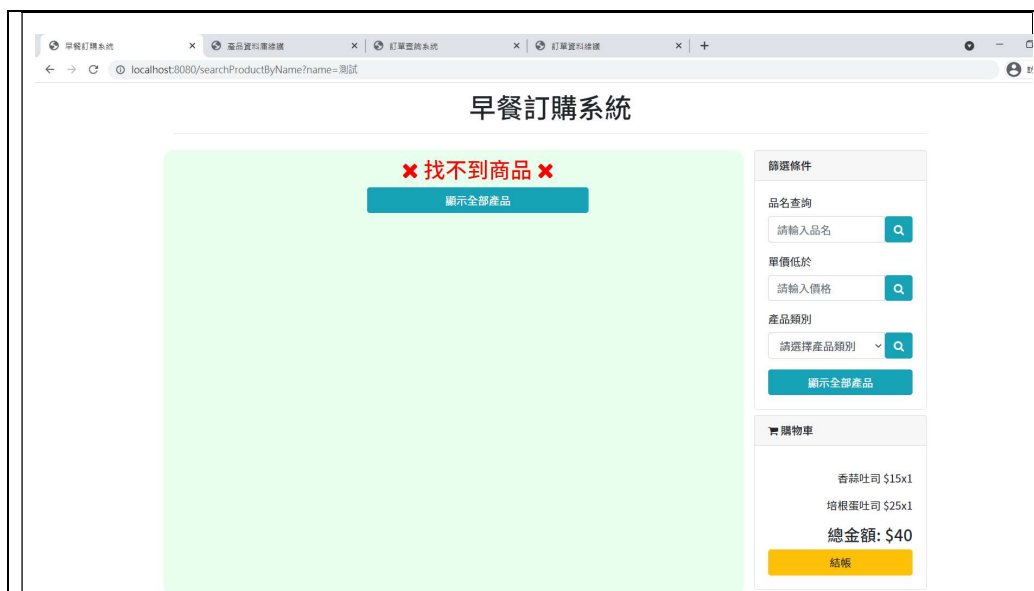 早餐訂購系統
產品資料庫維護
訂單查詢系統
訂單資料維護
localhost:8080/searchProductByName?name=測試
早餐訂購系統
找不到商品
顯示全部產品
篩選條件
品名查詢
請輸入品名
單價低於
請輸入價格
產品類別
請選擇產品類別
顯示全部產品
購物車
香蒜吐司 $15x1
培根蛋吐司 $25x1
總金額: $40
結帳